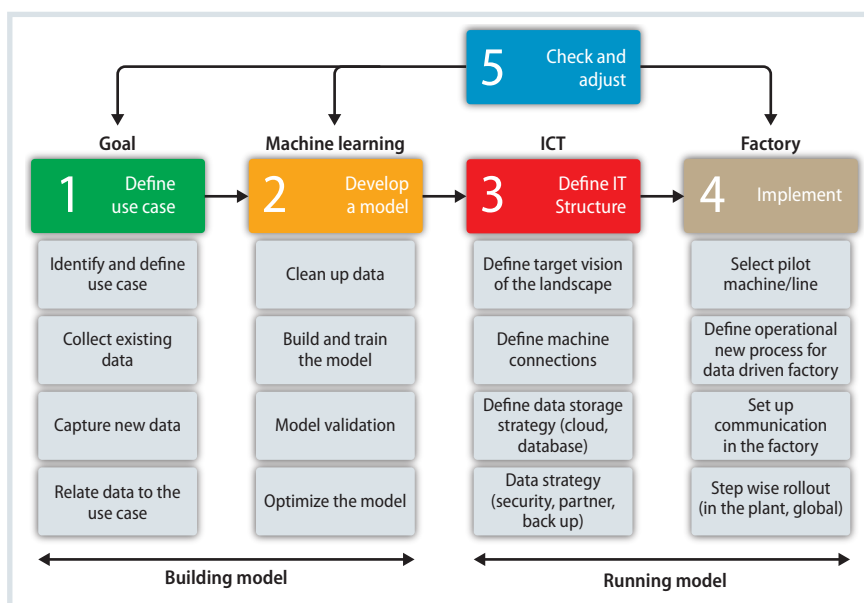 5
Check and
adjust
Goal
Machine learning
ICT
Factory
1
Define
use case
2
Develop
a model
3
Define IT
Structure
4
Implement
Identify and define
use case
Collect existing
data
Capture new data
Relate data to the
use case
Clean up data
Build and train
the model
Model validation
Optimize the model
Define target vision
of the landscape
Define machine
connections
Define data storage
strategy (cloud,
database)
Data strategy
(security, partner,
back up)
Select pilot
machine/line
Define operational
new process for
data driven factory
Set up
communication
in the factory
Step wise rollout
(in the plant, global)
Building model
Running model